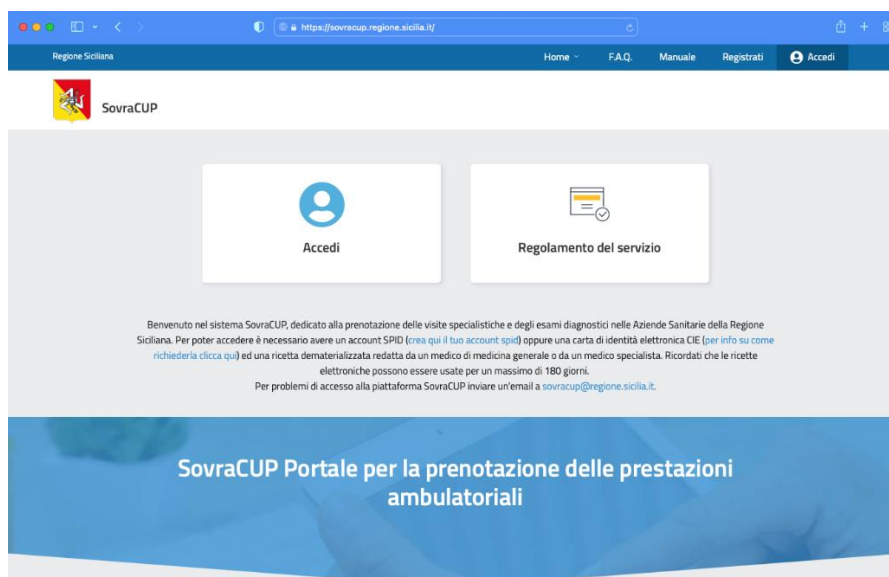 https://sovracup.regione.sicilia.it/
Regione Siciliana
Home
F.A.Q.
Manuale
Registrati
Accedi
SovraCUP
Accedi
Regolamento del servizio
Benvenuto nel sistema SovraCUP, dedicato alla prenotazione delle visite specialistiche e degli esami diagnostici nelle Aziende Sanitarie della Regione
Siciliana. Per poter accedere è necessario avere un account SPID (crea qui il tuo account spid) oppure una carta di identità elettronica CIE (per info su come
richiederla clicca qui) ed una ricetta dematerializzata redatta da un medico di medicina generale o da un medico specialista. Ricordati che le ricette
elettroniche possono essere usate per un massimo di 180 giorni.
Per problemi di accesso alla piattaforma SovraCUP inviare un'email a sovracup@regione.sicilia.it.
SovraCUP Portale per la prenotazione delle prestazioni
ambulatoriali